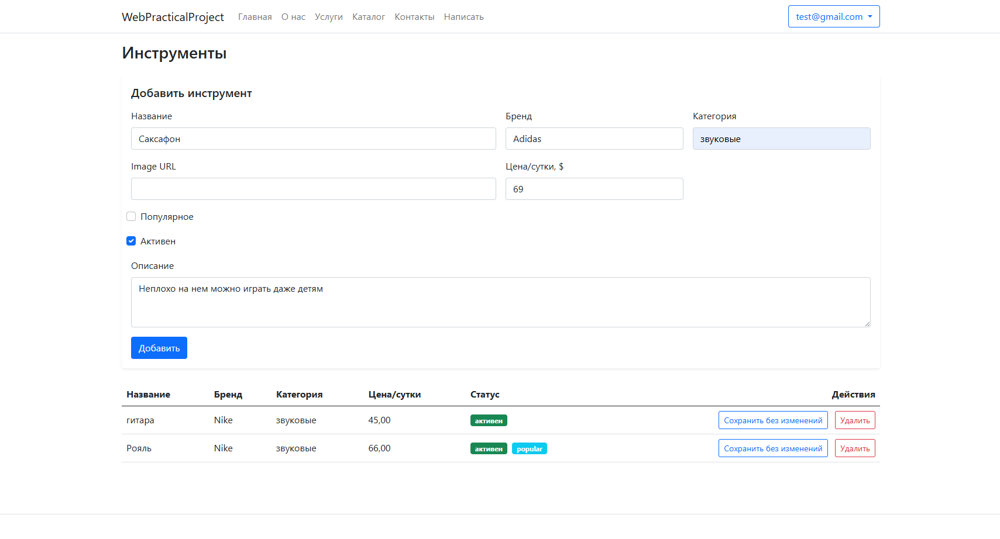 WebPracticalProject Главная О нас Услуги Каталог Контакты Написать test@gmail.com
Инструменты
Добавить инструмент
Название Бренд Категория
Саксафон Adidas звуковые
Image URL Цена/сутки, $
69
Популярное
Активен
Описание
Неплохо на нем можно играть даже детям
Добавить
Название Бренд Категория Цена/сутки Статус Действия
гитара Nike звуковые 45,00 активен Сохранить без изменений Удалить
Рояль Nike звуковые 66,00 активен popular Сохранить без изменений Удалить